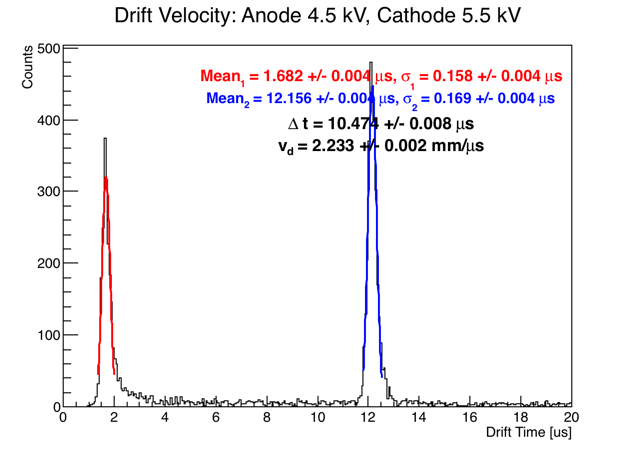 Drift Velocity: Anode 4.5 kV, Cathode 5.5 kV
Counts
500
400
300
200
100
0
Mean1 = 1.682 +/- 0.004 μs, σ1 = 0.158 +/- 0.004 μs
Mean2 = 12.156 +/- 0.004 μs, σ2 = 0.169 +/- 0.004 μs
Δ t = 10.474 +/- 0.008 μs
vd = 2.233 +/- 0.002 mm/μs
0 2 4 6 8 10 12 14 16 18 20
Drift Time [us]